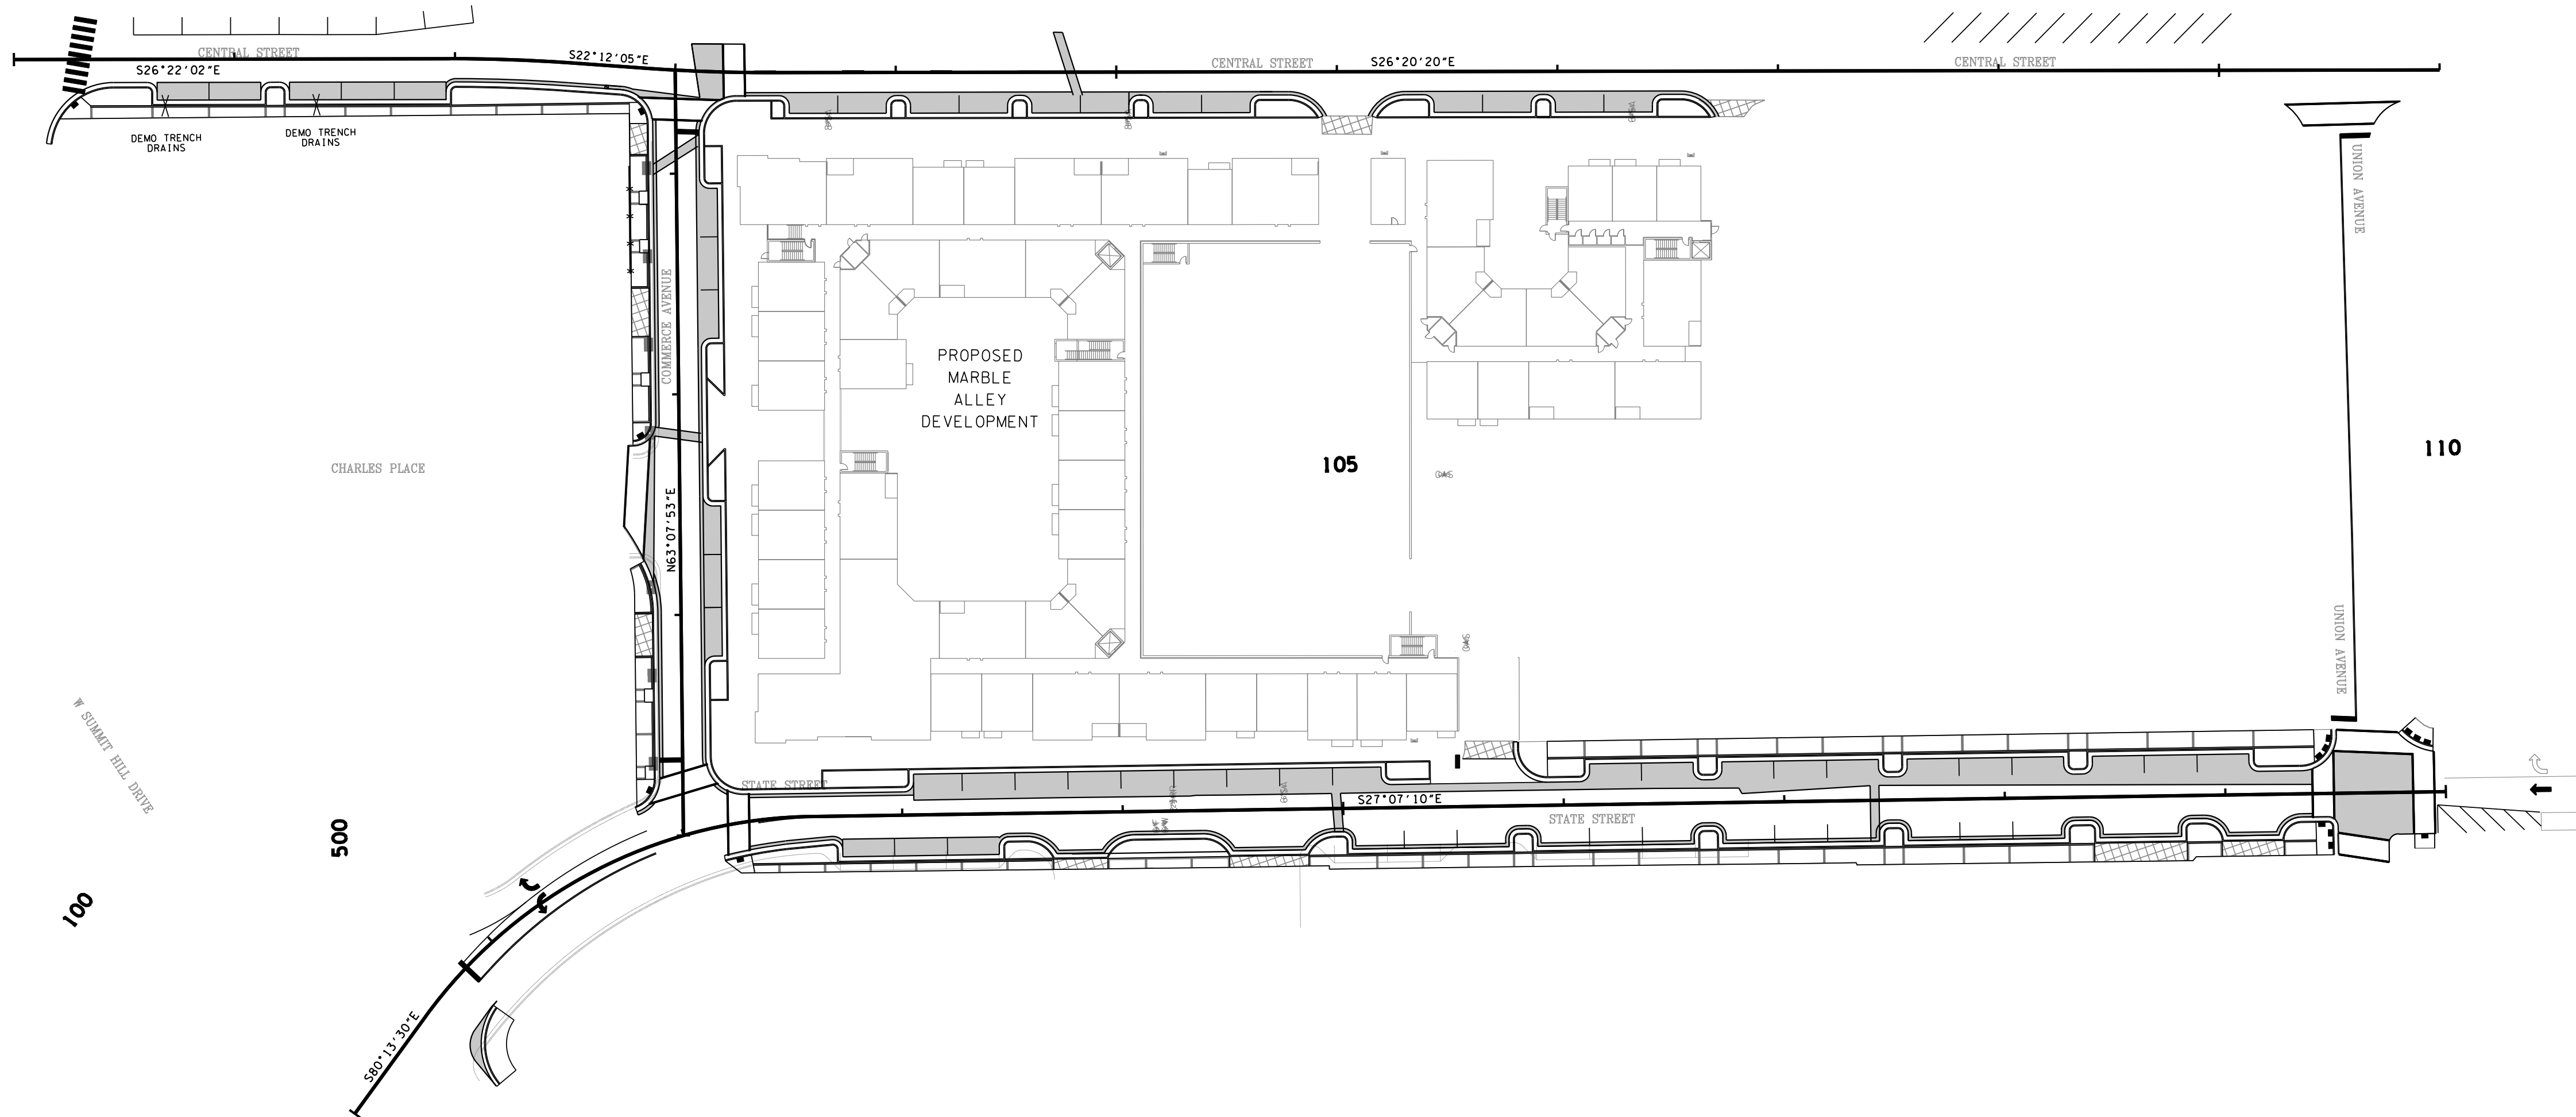 CENTRAL STREET
S26°22'02"E
S22°12'05"E
CENTRAL STREET
S26°20'20"E
CENTRAL STREET
DEMO TRENCH
DRAINS
DEMO TRENCH
DRAINS
UNION AVENUE
COMMERCE AVENUE
PROPOSED
MARBLE
ALLEY
DEVELOPMENT
CHARLES PLACE
105
110
GAS
N63°07'53"E
GAS
UNION AVENUE
W SUMMIT HILL DRIVE
STATE STREET
S27°07'10"E
STATE STREET
500
100
S80°13'30"E